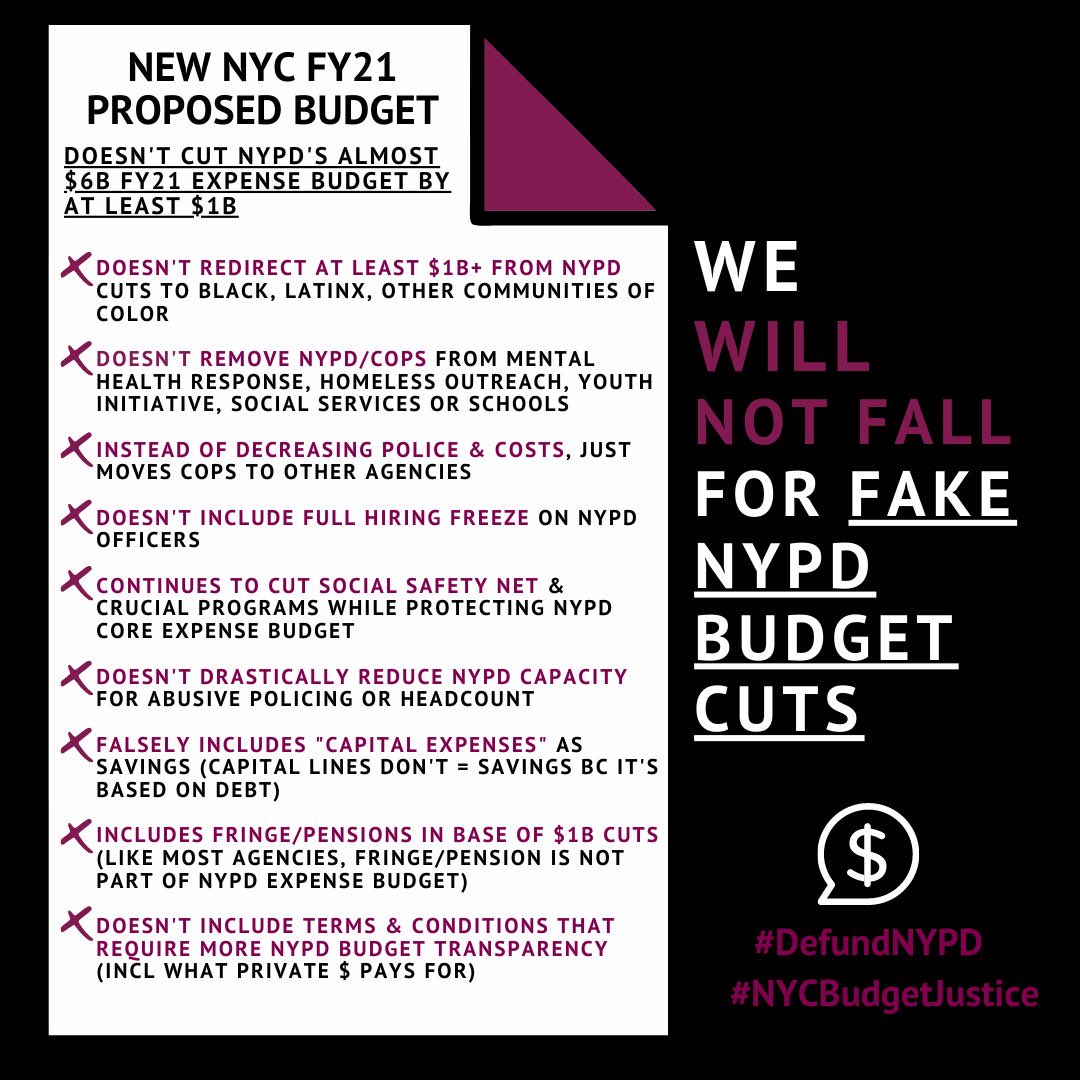 NEW NYC FY21
PROPOSED BUDGET
DOESN'T CUT NYPD'S ALMOST
$6B FY21 EXPENSE BUDGET BY
AT LEAST $1B
DOESN'T REDIRECT AT LEAST $1B+ FROM NYPD
CUTS TO BLACK, LATINX, OTHER COMMUNITIES OF
COLOR
DOESN'T REMOVE NYPD/COPS FROM MENTAL
HEALTH RESPONSE, HOMELESS OUTREACH, YOUTH
INITIATIVE, SOCIAL SERVICES OR SCHOOLS
INSTEAD OF DECREASING POLICE & COSTS, JUST
MOVES COPS TO OTHER AGENCIES
DOESN'T INCLUDE FULL HIRING FREEZE ON NYPD
OFFICERS
CONTINUES TO CUT SOCIAL SAFETY NET &
CRUCIAL PROGRAMS WHILE PROTECTING NYPD
CORE EXPENSE BUDGET
DOESN'T DRASTICALLY REDUCE NYPD CAPACITY
FOR ABUSIVE POLICING OR HEADCOUNT
FALSELY INCLUDES "CAPITAL EXPENSES" AS
SAVINGS (CAPITAL LINES DON'T = SAVINGS BC IT'S
BASED ON DEBT)
INCLUDES FRINGE/PENSIONS IN BASE OF $1B CUTS
(LIKE MOST AGENCIES, FRINGE/PENSION IS NOT
PART OF NYPD EXPENSE BUDGET)
DOESN'T INCLUDE TERMS & CONDITIONS THAT
REQUIRE MORE NYPD BUDGET TRANSPARENCY
(INCL WHAT PRIVATE $ PAYS FOR)
WE
WILL
NOT FALL
FOR FAKE
NYPD
BUDGET
CUTS
$
#DefundNYPD
#NYCBudgetJustice